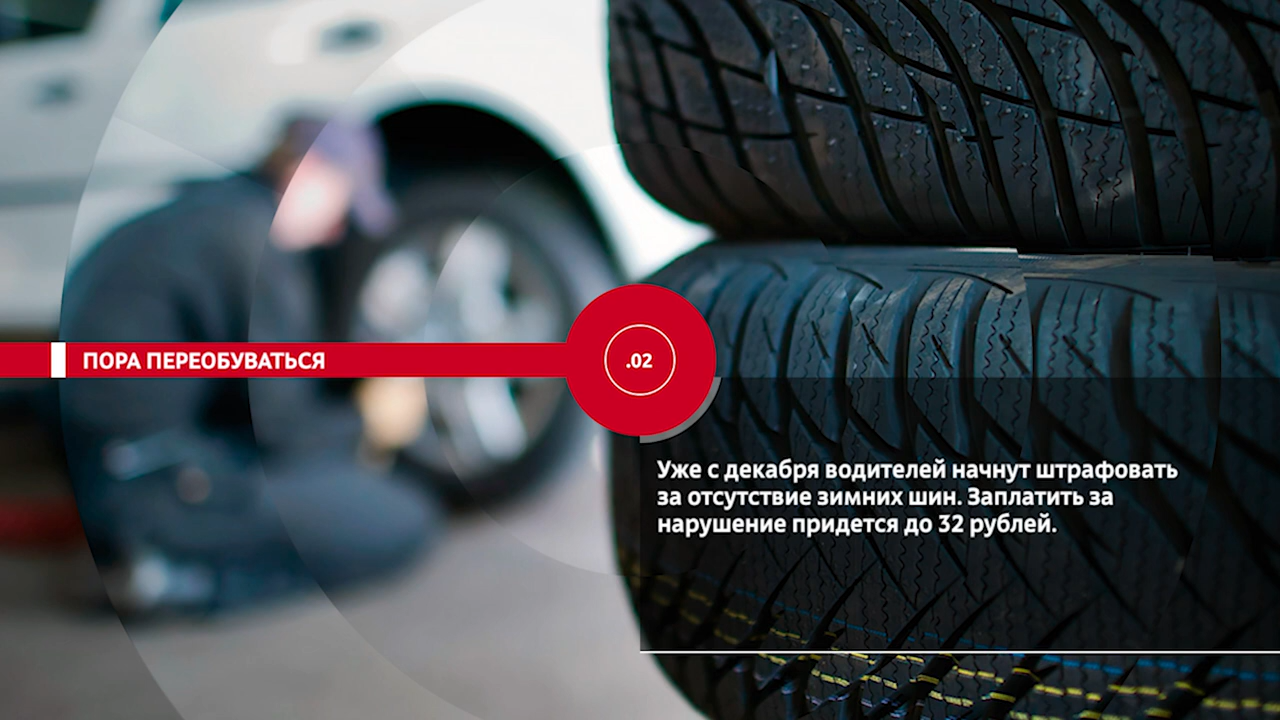 ПОРА ПЕРЕОБУВАТЬСЯ
.02
Уже с декабря водителей начнут штрафовать
за отсутствие зимних шин. Заплатить за
нарушение придется до 32 рублей.